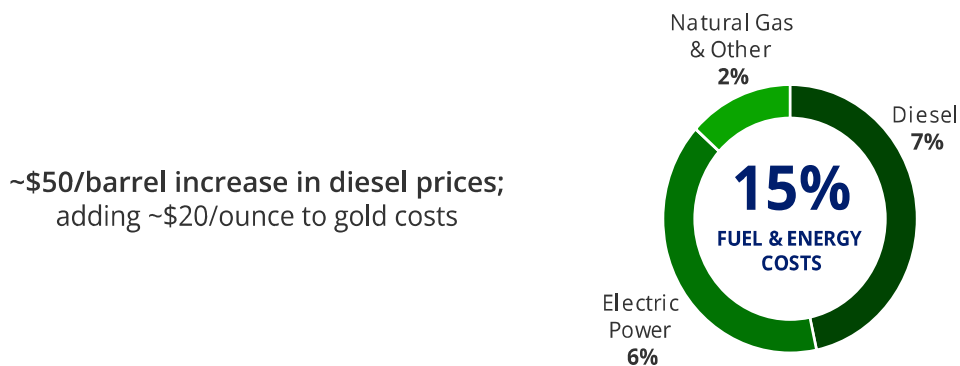 ~$50/barrel increase in diesel prices;
adding ~$20/ounce to gold costs
Natural Gas
& Other
2%
Diesel
7%
15%
FUEL & ENERGY
COSTS
Electric
Power
6%